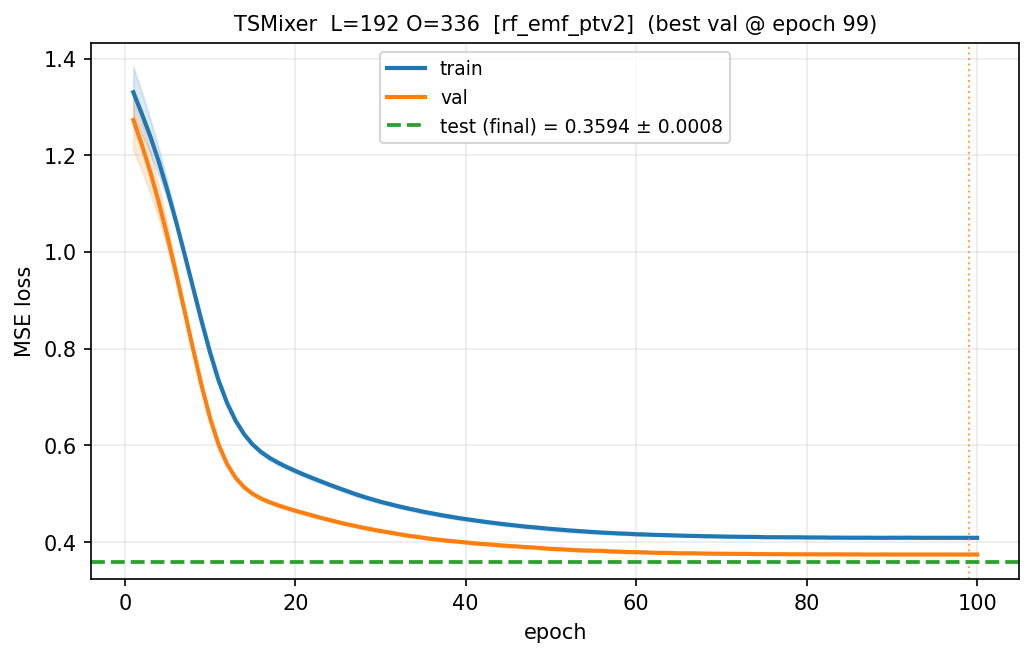 TSMixer  L=192 O=336  [rf_emf_ptv2]  (best val @ epoch 99)
train
val
test (final) = 0.3594 ± 0.0008
MSE loss
1.4
1.2
1.0
0.8
0.6
0.4
0 20 40 60 80 100
epoch